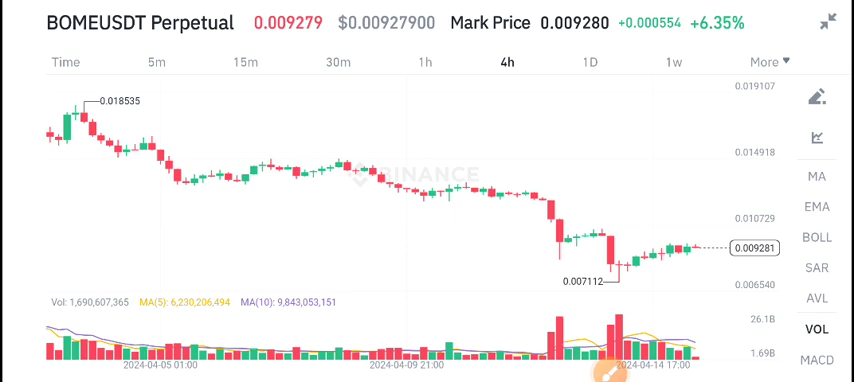 BOMEUSDT Perpetual 0.009279 $0.00927900 Mark Price 0.009280 +0.000554 +6.35%
Time 5m 15m 30m 1h 4h 1D 1w More
0.019107
0.018535
0.014918
BINANCE
0.010729
0.009281
0.007112
0.006540
MA
EMA
BOLL
SAR
AVL
VOL
MACD
Vol: 1,690,607,365 MA(5): 6,230,206,494 MA(10): 9,843,053,151
26.1B
1.69B
2024-04-05 01:00 2024-04-09 21:00 2024-04-14 17:00